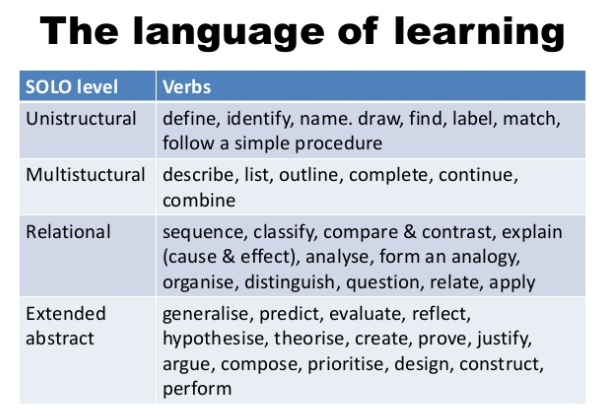 The language of learning
SOLO level Verbs
Unistructural define, identify, name. draw, find, label, match,
follow a simple procedure
Multistuctural describe, list, outline, complete, continue,
combine
Relational sequence, classify, compare & contrast, explain
(cause & effect), analyse, form an analogy,
organise, distinguish, question, relate, apply
Extended abstract generalise, predict, evaluate, reflect,
hypothesise, theorise, create, prove, justify,
argue, compose, prioritise, design, construct,
perform